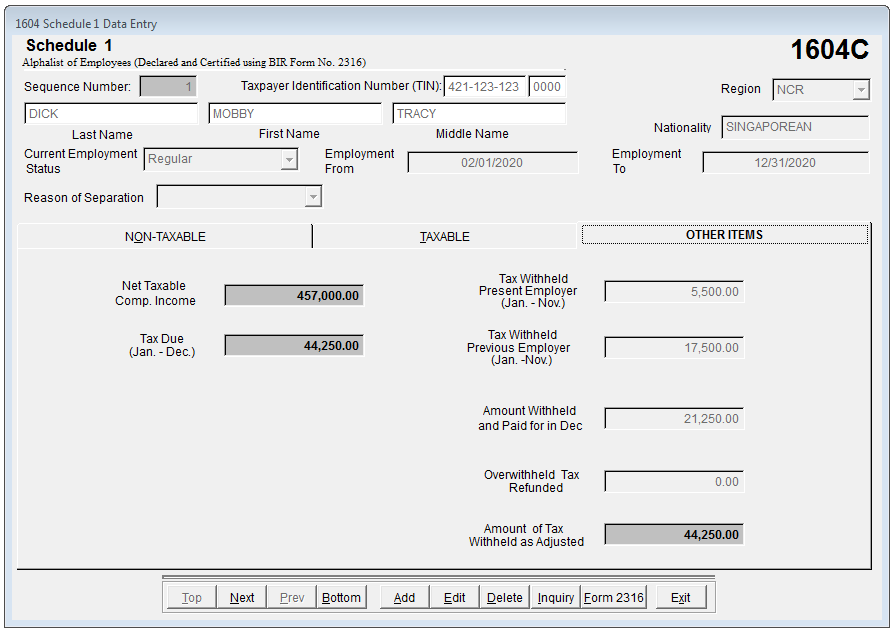 1604 Schedule 1 Data Entry
Schedule 1
1604C
Alphalist of Employees (Declared and Certified using BIR Form No. 2316)
Sequence Number: 1 Taxpayer Identification Number (TIN): 421-123-123 0000
Region NCR
DICK MOBBY TRACY
Last Name First Name Middle Name
Nationality SINGAPOREAN
Current Employment
Status
Regular
Employment
From
02/01/2020
Employment
To
12/31/2020
Reason of Separation
NON-TAXABLE TAXABLE OTHER ITEMS
Net Taxable
Comp. Income
457,000.00
Tax Due
(Jan. - Dec.)
44,250.00
Tax Withheld
Present Employer
(Jan. - Nov.)
5,500.00
Tax Withheld
Previous Employer
(Jan. -Nov.)
17,500.00
Amount Withheld
and Paid for in Dec
21,250.00
Overwithheld Tax
Refunded
0.00
Amount of Tax
Withheld as Adjusted
44,250.00
Top Next Prev Bottom Add Edit Delete Inquiry Form 2316 Exit